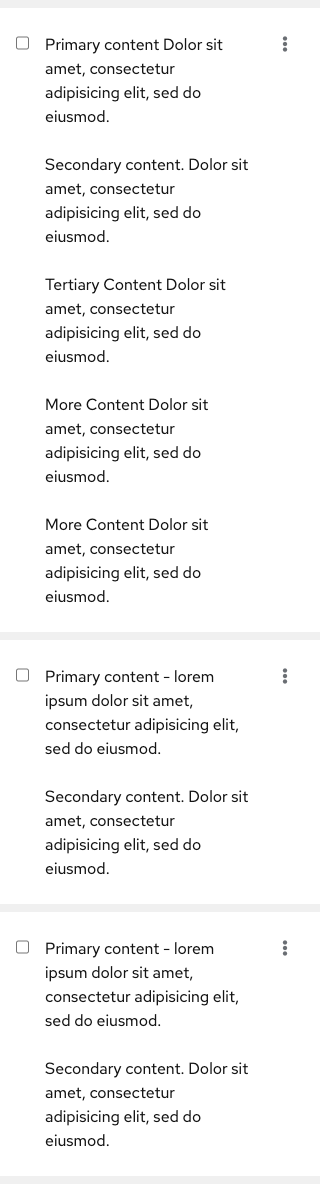 Primary content Dolor sit
amet, consectetur
adipisicing elit, sed do
eiusmod.
Secondary content. Dolor sit
amet, consectetur
adipisicing elit, sed do
eiusmod.
Tertiary Content Dolor sit
amet, consectetur
adipisicing elit, sed do
eiusmod.
More Content Dolor sit
amet, consectetur
adipisicing elit, sed do
eiusmod.
More Content Dolor sit
amet, consectetur
adipisicing elit, sed do
eiusmod.
Primary content - lorem
ipsum dolor sit amet,
consectetur adipisicing elit,
sed do eiusmod.
Secondary content. Dolor sit
amet, consectetur
adipisicing elit, sed do
eiusmod.
Primary content - lorem
ipsum dolor sit amet,
consectetur adipisicing elit,
sed do eiusmod.
Secondary content. Dolor sit
amet, consectetur
adipisicing elit, sed do
eiusmod.